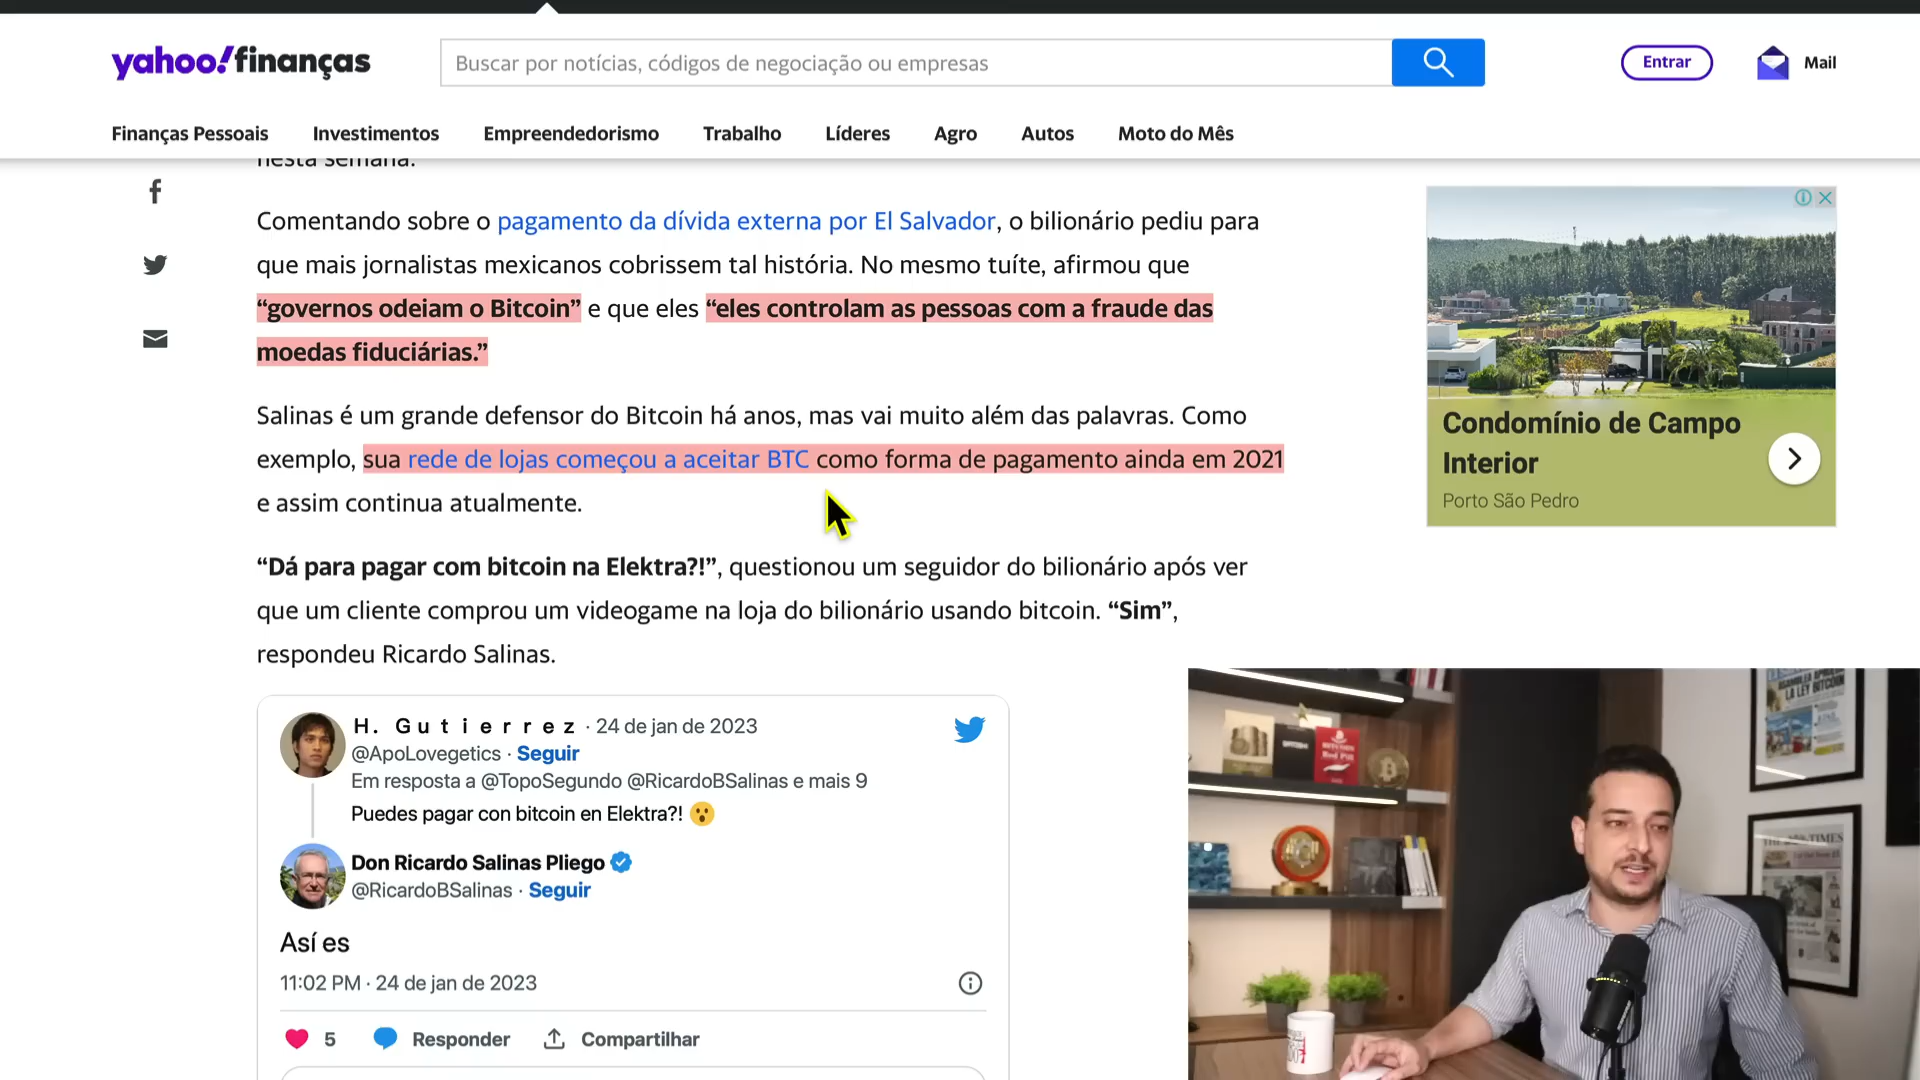 yahoo!finanças
Buscar por notícias, códigos de negociação ou empresas
Entrar
Mail
Finanças Pessoais
Investimentos
Empreendedorismo
Trabalho
Líderes
Agro
Autos
Moto do Mês
nesta semana.
Comentando sobre o pagamento da dívida externa por El Salvador, o bilionário pediu para
que mais jornalistas mexicanos cobrissem tal história. No mesmo tuíte, afirmou que
“governos odeiam o Bitcoin” e que eles “eles controlam as pessoas com a fraude das
moedas fiduciárias.”
Salinas é um grande defensor do Bitcoin há anos, mas vai muito além das palavras. Como
exemplo, sua rede de lojas começou a aceitar BTC como forma de pagamento ainda em 2021
e assim continua atualmente.
“Dá para pagar com bitcoin na Elektra?!”, questionou um seguidor do bilionário após ver
que um cliente comprou um videogame na loja do bilionário usando bitcoin. “Sim”,
respondeu Ricardo Salinas.
H. Gutierrez · 24 de jan de 2023
@ApoLovegetics · Seguir
Em resposta a @TopoSegundo @RicardoBSalinas e mais 9
Puedes pagar con bitcoin en Elektra?! 😮
Don Ricardo Salinas Pliego
@RicardoBSalinas · Seguir
Así es
11:02 PM · 24 de jan de 2023
5
Responder
Compartilhar
Condomínio de Campo
Interior
Porto São Pedro
LA LEY BITCOIN
BITCOIN
Red Pill